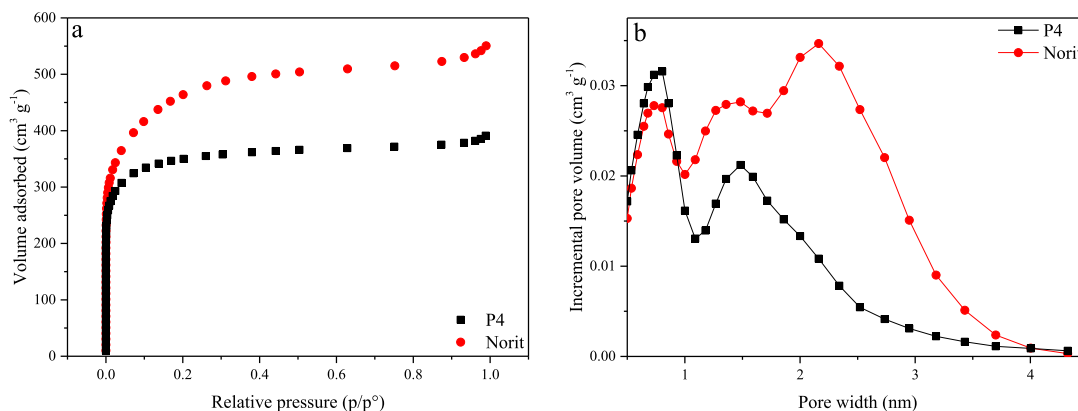 a
600
500
400
300
200
100
0
Volume adsorbed (cm³ g⁻¹)
0.0 0.2 0.4 0.6 0.8 1.0
Relative pressure (p/p°)
P4
Norit
b
P4
Norit
0.03
0.02
0.01
0.00
Incremental pore volume (cm³ g⁻¹)
1 2 3 4
Pore width (nm)